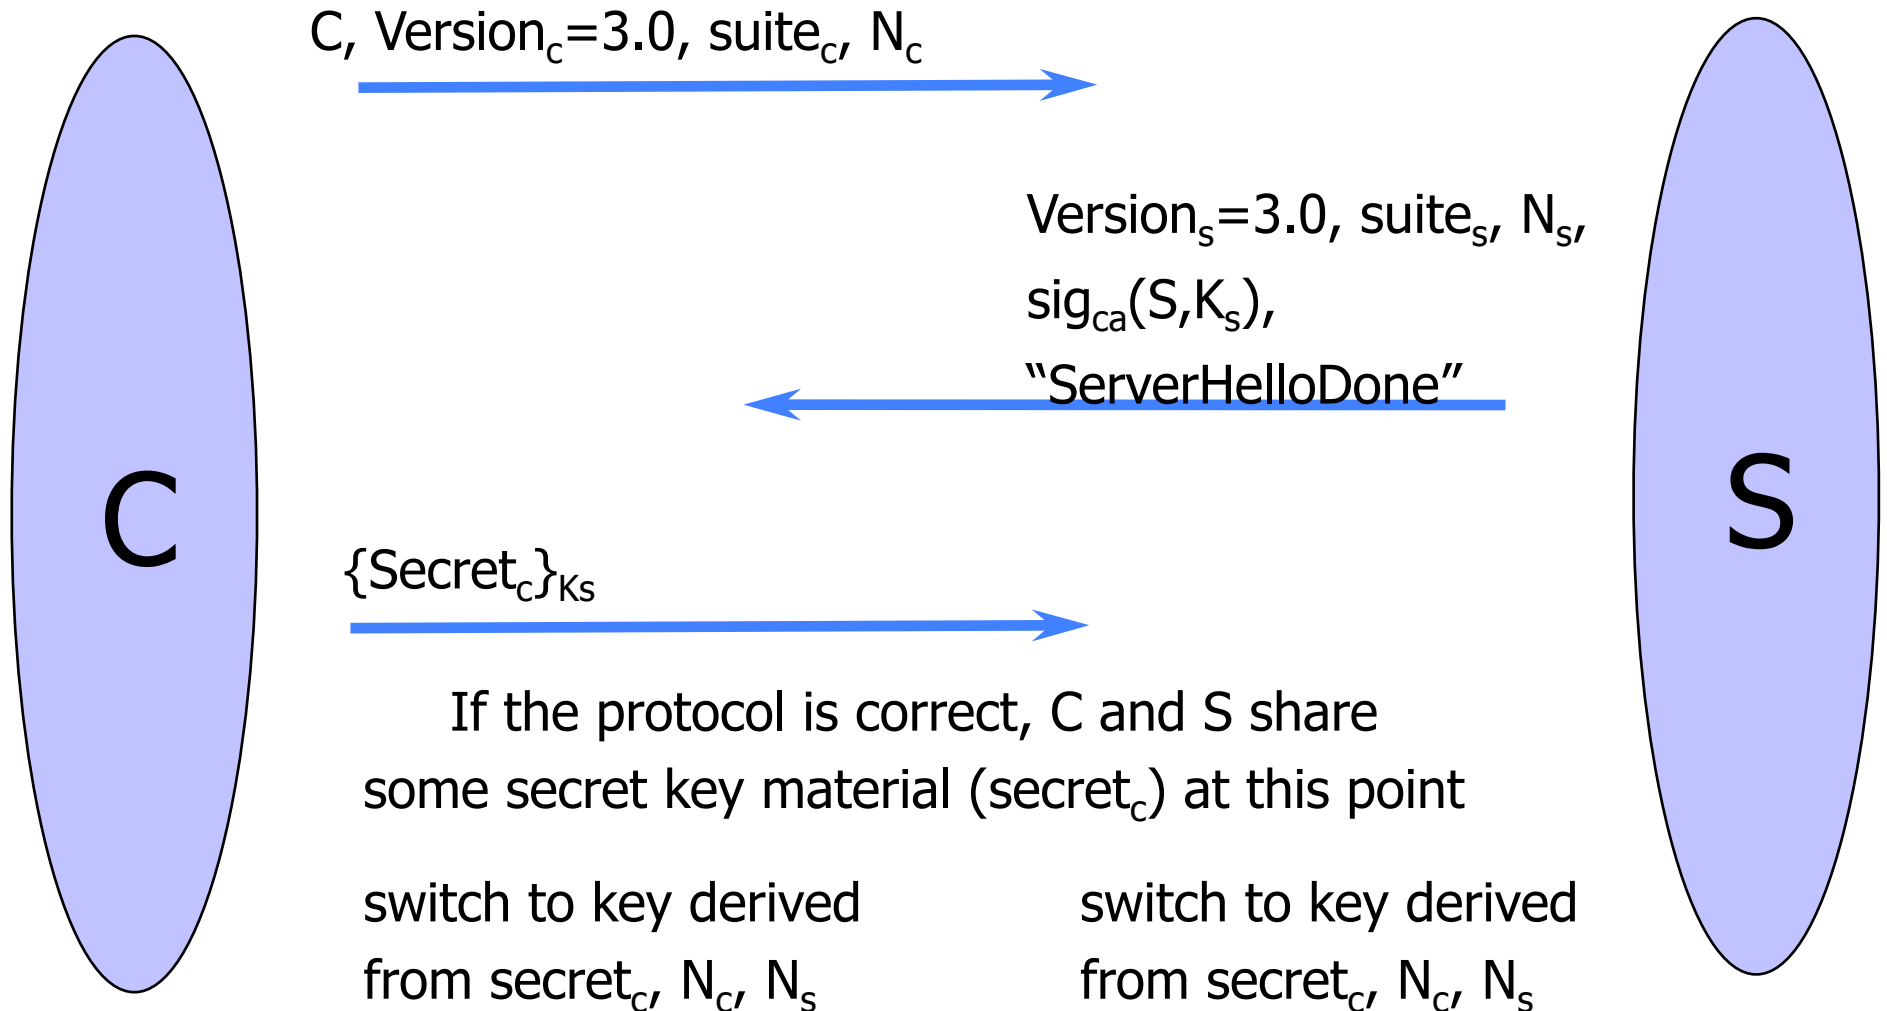 C, Versionc=3.0, suitec, Nc
Versions=3.0, suites, Ns,
sigca(S,Ks),
“ServerHelloDone”
C
S
{Secretc}Ks
If the protocol is correct, C and S share
some secret key material (secretc) at this point
switch to key derived
from secretc, Nc, Ns
switch to key derived
from secretc, Nc, Ns